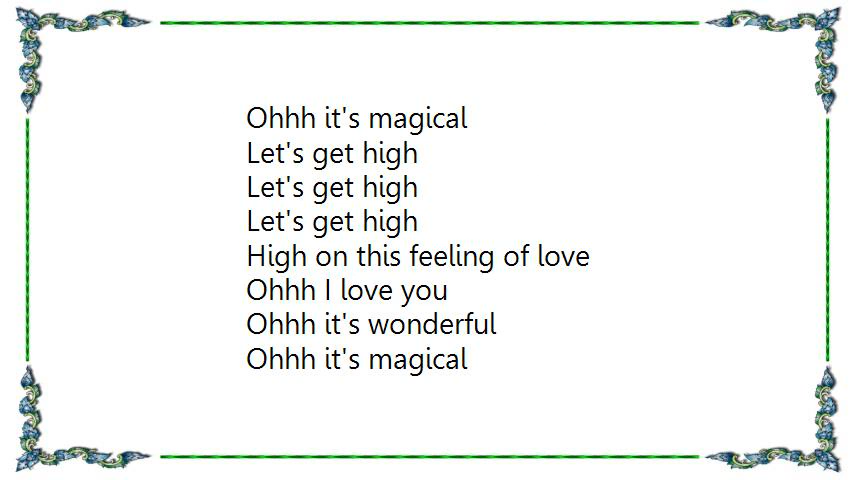 Ohhh it's magical
Let's get high
Let's get high
Let's get high
High on this feeling of love
Ohhh I love you
Ohhh it's wonderful
Ohhh it's magical